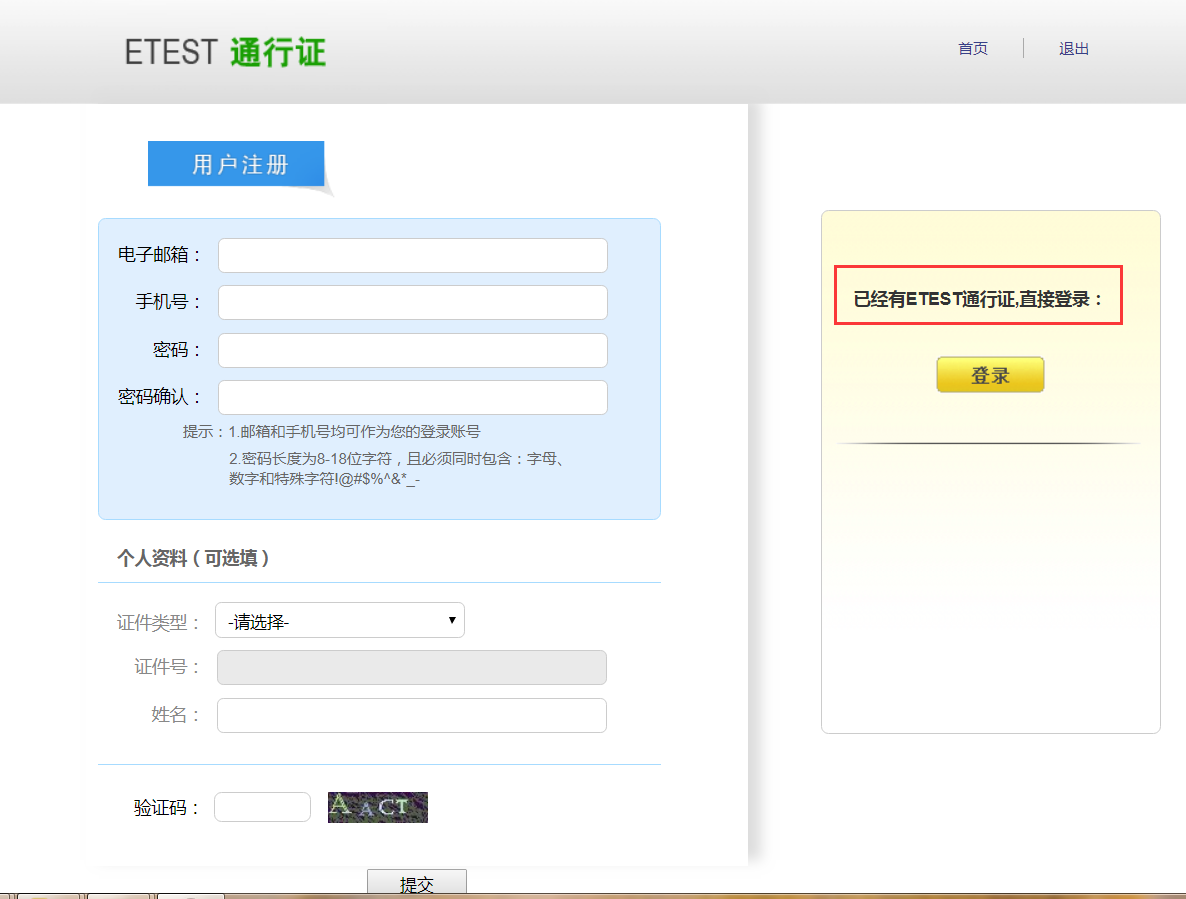 ETEST 通行证
首页
退出
用户注册
电子邮箱：
手机号：
密码：
密码确认：
提示：1.邮箱和手机号均可作为您的登录账号
2.密码长度为8-18位字符，且必须同时包含：字母、
数字和特殊字符!@#$%^&*_-
个人资料（可选填）
证件类型：
-请选择-
证件号：
姓名：
验证码：
AACT
提交
已经有ETEST通行证,直接登录：
登录